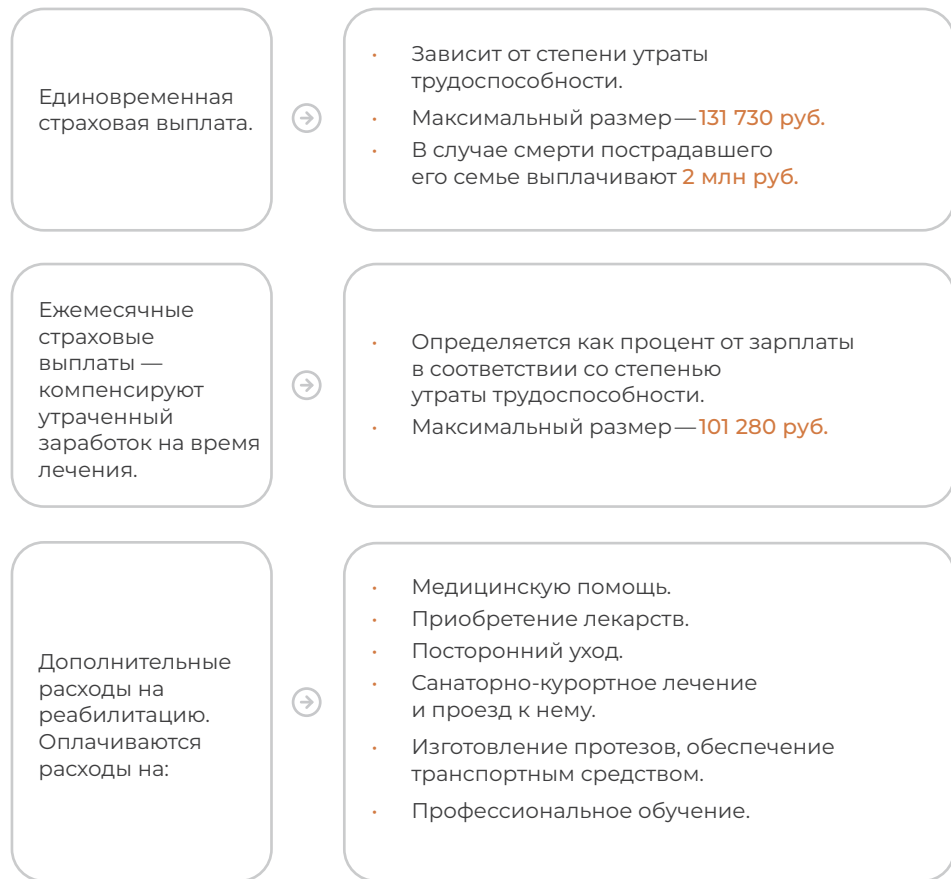 Единовременная
страховая выплата.
· Зависит от степени утраты
трудоспособности.
· Максимальный размер — 131 730 руб.
· В случае смерти пострадавшего
его семье выплачивают 2 млн руб.
Ежемесячные
страховые
выплаты —
компенсируют
утраченный
заработок на время
лечения.
· Определяется как процент от зарплаты
в соответствии со степенью
утраты трудоспособности.
· Максимальный размер — 101 280 руб.
Дополнительные
расходы на
реабилитацию.
Оплачиваются
расходы на:
· Медицинскую помощь.
· Приобретение лекарств.
· Посторонний уход.
· Санаторно-курортное лечение
и проезд к нему.
· Изготовление протезов, обеспечение
транспортным средством.
· Профессиональное обучение.